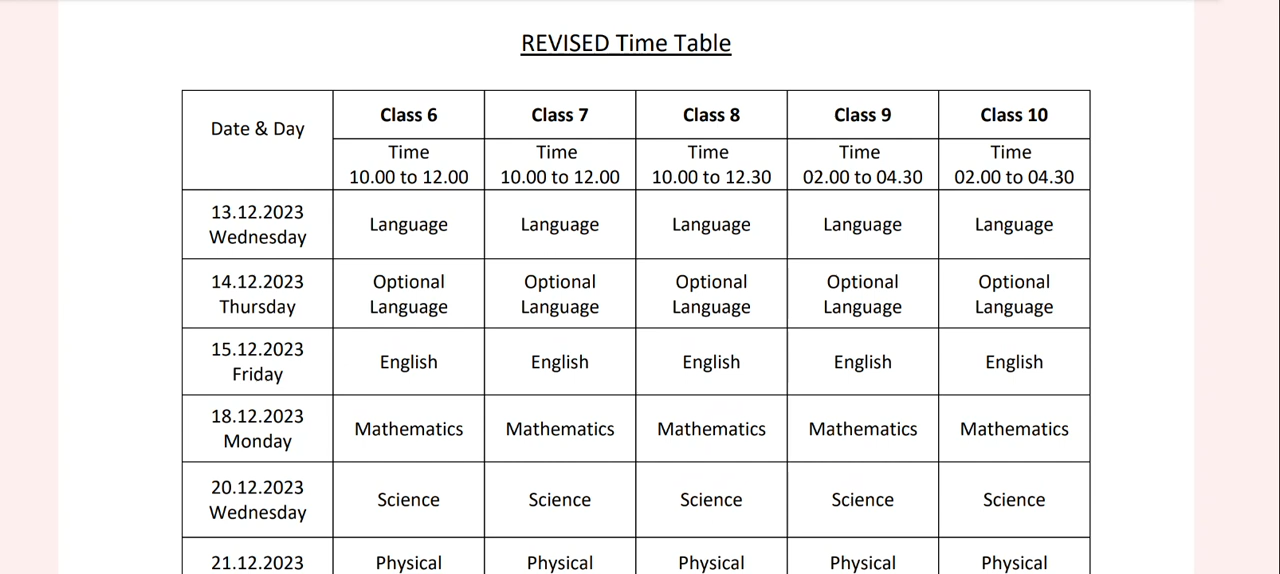 REVISED Time Table
Date & Day Class 6 Class 7 Class 8 Class 9 Class 10
Time Time Time Time Time
10.00 to 12.00 10.00 to 12.00 10.00 to 12.30 02.00 to 04.30 02.00 to 04.30
13.12.2023
Wednesday Language Language Language Language Language
14.12.2023 Optional Optional Optional Optional Optional
Thursday Language Language Language Language Language
15.12.2023
Friday English English English English English
18.12.2023
Monday Mathematics Mathematics Mathematics Mathematics Mathematics
20.12.2023
Wednesday Science Science Science Science Science
21.12.2023 Physical Physical Physical Physical Physical